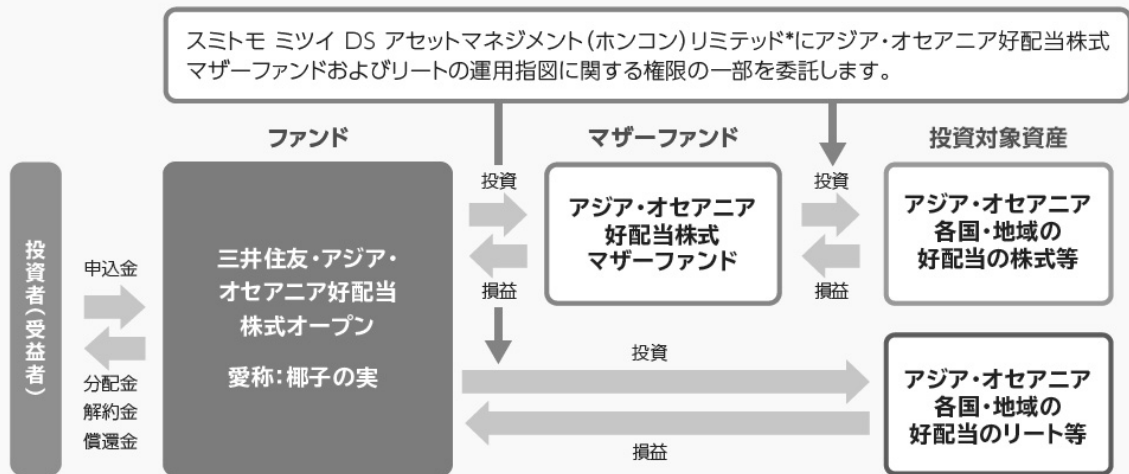 スミトモ ミツイ DS アセットマネジメント(ホンコン)リミテッド*にアジア・オセアニア好配当株式
マザーファンドおよびリートの運用指図に関する権限の一部を委託します。
ファンド
マザーファンド
投資対象資産
投資者(受益者)
申込金
分配金
解約金
償還金
三井住友・アジア・
オセアニア好配当
株式オープン
愛称:椰子の実
投資
損益
アジア・オセアニア
好配当株式
マザーファンド
投資
損益
アジア・オセアニア
各国・地域の
好配当の株式等
投資
損益
アジア・オセアニア
各国・地域の
好配当のリート等